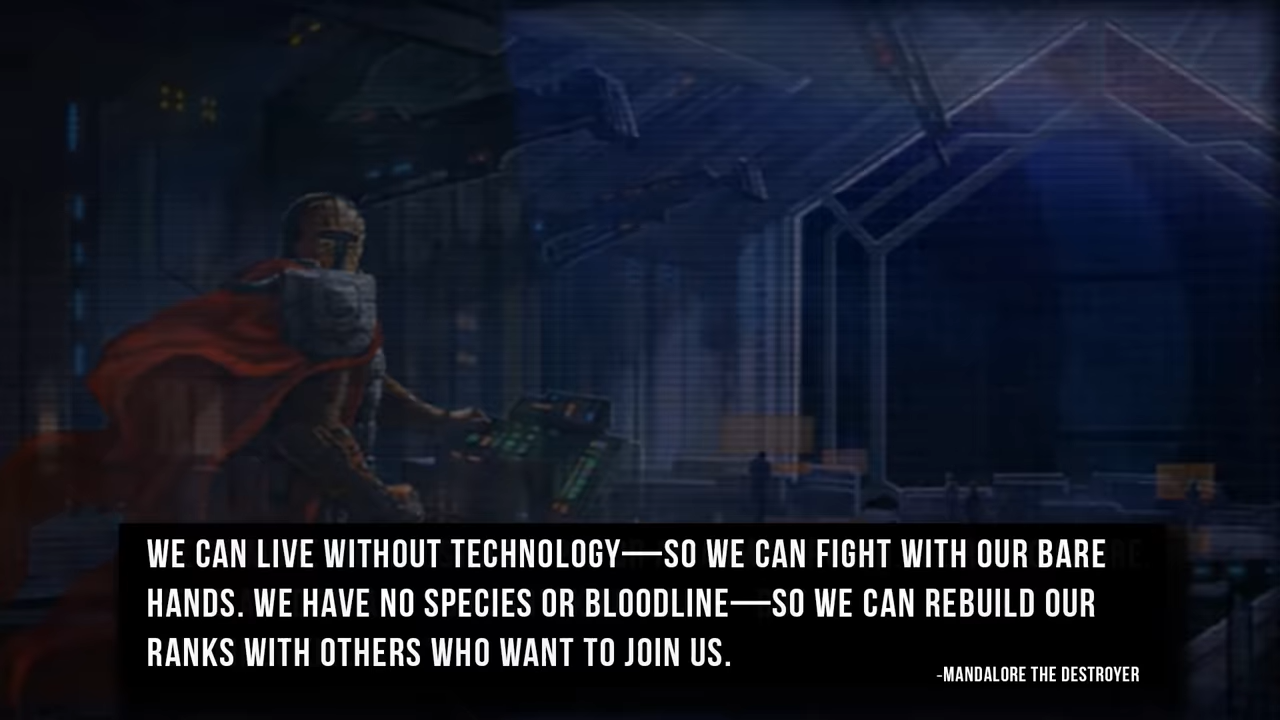 WE CAN LIVE WITHOUT TECHNOLOGY—SO WE CAN FIGHT WITH OUR BARE
HANDS. WE HAVE NO SPECIES OR BLOODLINE—SO WE CAN REBUILD OUR
RANKS WITH OTHERS WHO WANT TO JOIN US.
-MANDALORE THE DESTROYER